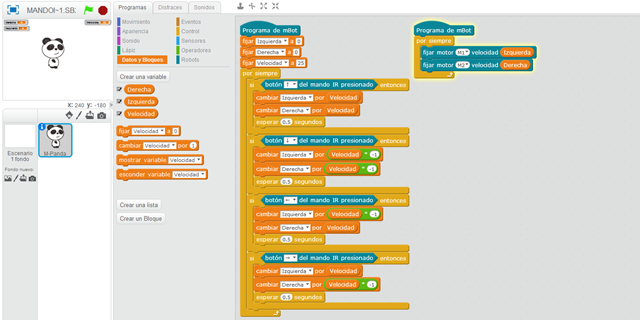 MANDOI~1.SB2
x: 240 y: -180
Escenario
1 fondo
M-Panda
Fondo nuevo:
Programas Disfraces Sonidos
Movimiento Eventos
Apariencia Control
Sonido Sensores
Lápiz Operadores
Datos y Bloques Robots
Crear una variable
Derecha
Izquierda
Velocidad
fijar Velocidad a 0
cambiar Velocidad por 1
mostrar variable Velocidad
esconder variable Velocidad
Crear una lista
Crear un Bloque
Programa de mBot
fijar Izquierda a
fijar Derecha a 0
fijar Velocidad a 25
por siempre
si botón ↑ del mando IR presionado entonces
cambiar Izquierda por Velocidad
cambiar Derecha por Velocidad
esperar 0.5 segundos
si botón ↓ del mando IR presionado entonces
cambiar Izquierda por Velocidad * -1
cambiar Derecha por Velocidad * -1
esperar 0.5 segundos
si botón ← del mando IR presionado entonces
cambiar Izquierda por Velocidad * -1
cambiar Derecha por Velocidad
esperar 0.5 segundos
si botón → del mando IR presionado entonces
cambiar Izquierda por Velocidad
cambiar Derecha por Velocidad * -1
esperar 0.5 segundos
Programa de mBot
por siempre
fijar motor M1 velocidad Izquierda
fijar motor M2 velocidad Derecha